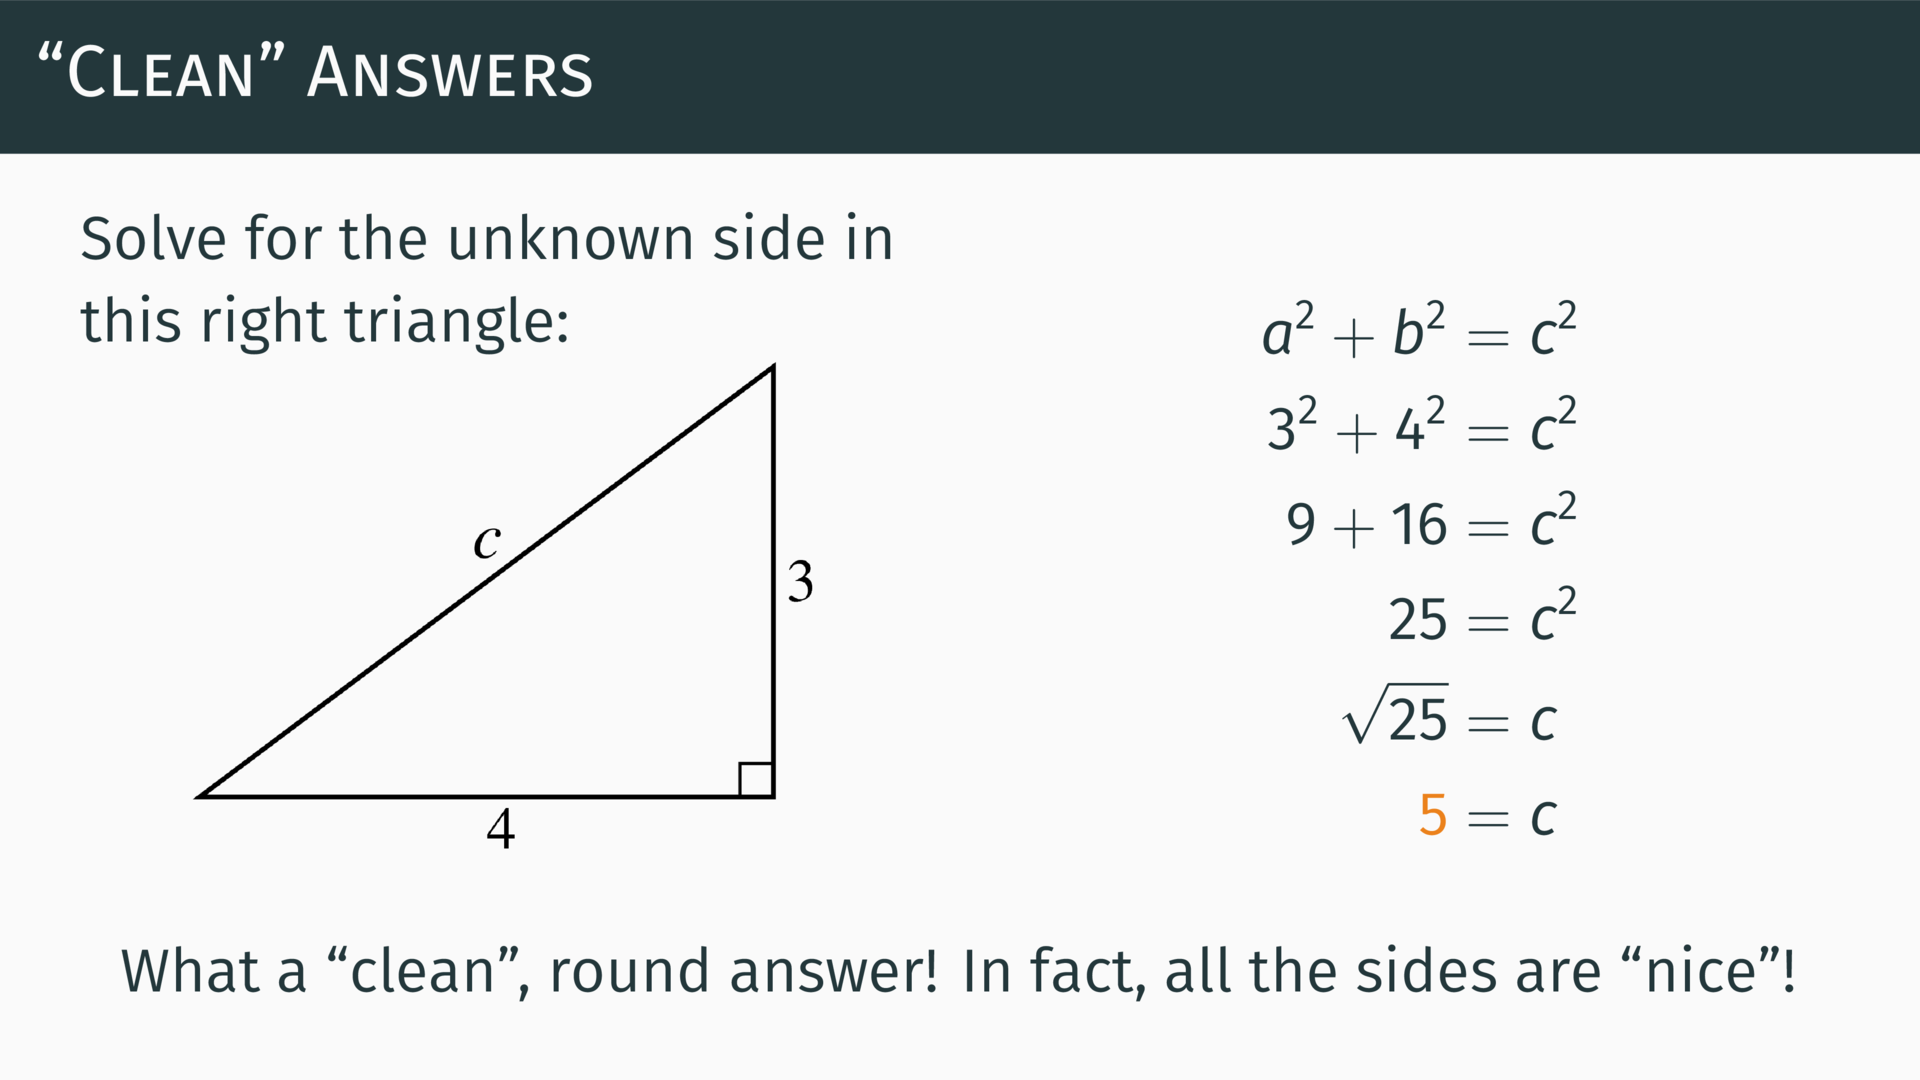 “CLEAN” ANSWERS
Solve for the unknown side in
this right triangle:
c
3
4
a² + b² = c²
3² + 4² = c²
9 + 16 = c²
25 = c²
√25 = c
5 = c
What a “clean”, round answer! In fact, all the sides are “nice”!